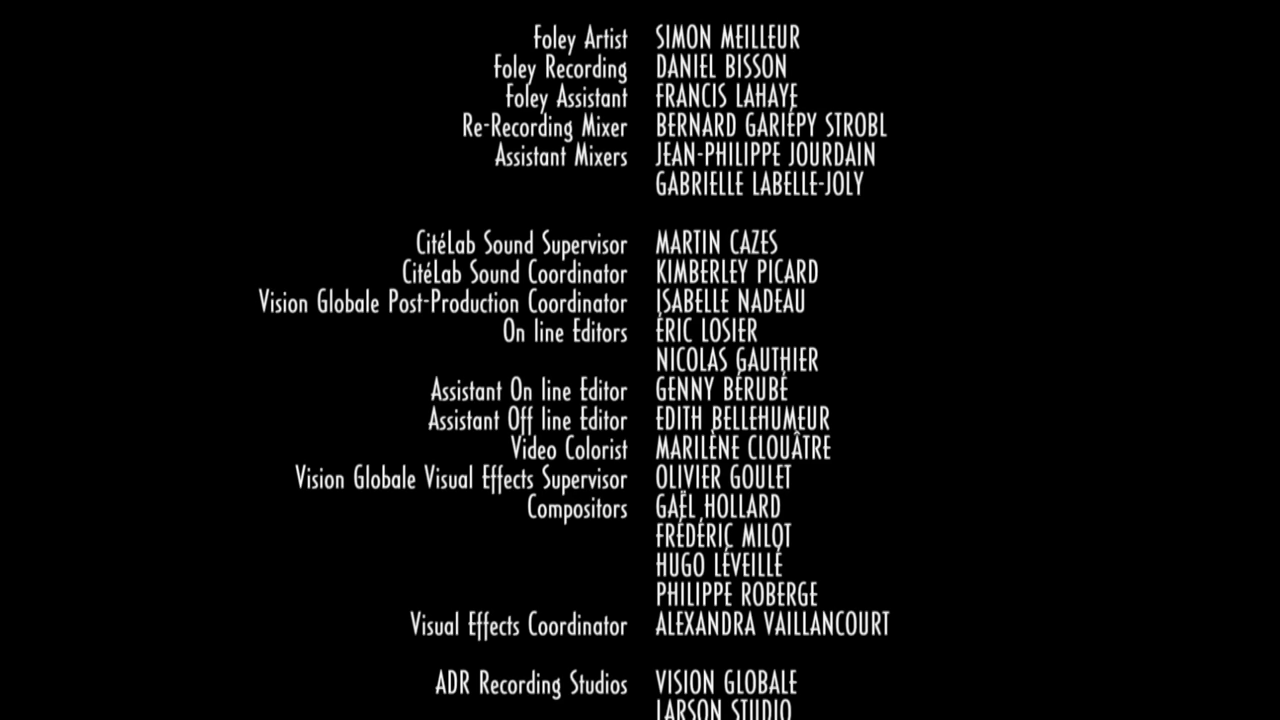 Foley Artist SIMON MEILLEUR
Foley Recording DANIEL BISSON
Foley Assistant FRANCIS LAHAYE
Re-Recording Mixer BERNARD GARIÉPY STROBL
Assistant Mixers JEAN-PHILIPPE JOURDAIN
GABRIELLE LABELLE-JOLY
CitéLab Sound Supervisor MARTIN CAZES
CitéLab Sound Coordinator KIMBERLEY PICARD
Vision Globale Post-Production Coordinator ISABELLE NADEAU
On line Editors ÉRIC LOSIER
NICOLAS GAUTHIER
Assistant On line Editor GENNY BÉRUBÉ
Assistant Off line Editor EDITH BELLEHUMEUR
Video Colorist MARILÈNE CLOUÂTRE
Vision Globale Visual Effects Supervisor OLIVIER GOULET
Compositors GAËL HOLLARD
FRÉDÉRIC MILOT
HUGO LÉVEILLÉ
PHILIPPE ROBERGE
Visual Effects Coordinator ALEXANDRA VAILLANCOURT
ADR Recording Studios VISION GLOBALE
LARSON STUDIO